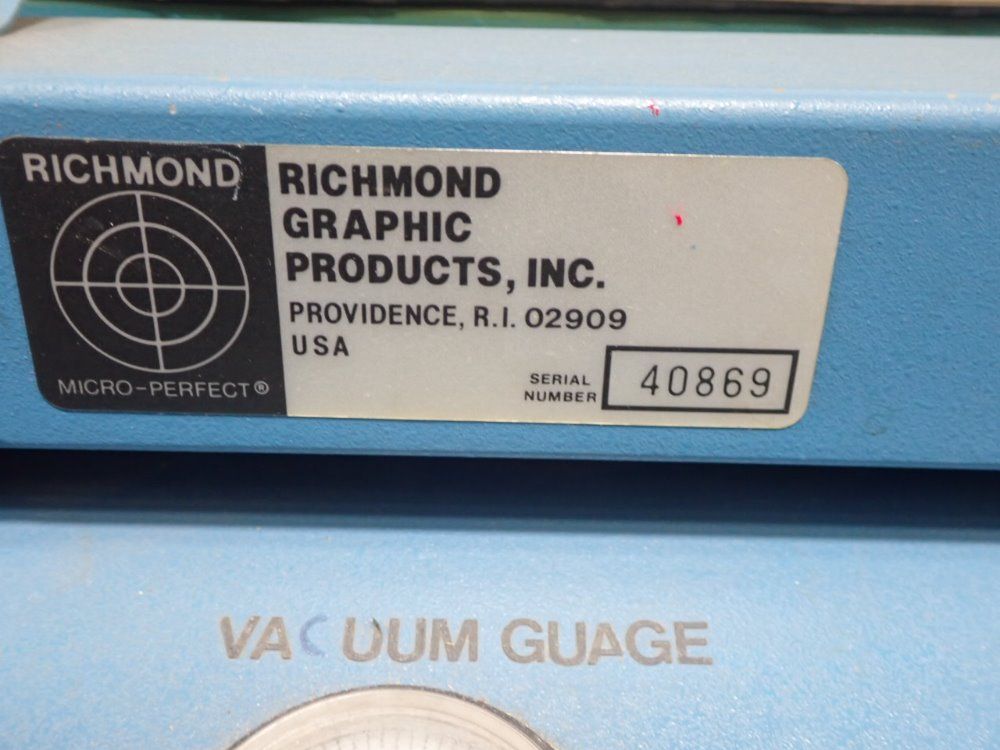 RICHMOND
MICRO-PERFECT®
RICHMOND
GRAPHIC
PRODUCTS, INC.
PROVIDENCE, R.I. 02909
USA
SERIAL
NUMBER
40869
VACUUM GUAGE